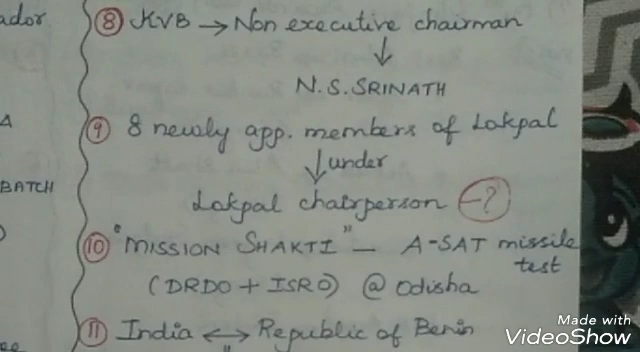 ador
⑧ KVB → Non executive chairman
↓
N.S. SRINATH
A
⑨ 8 newly app. members of Lokpal
↓ under
BATCH
Lokpal chairperson -?
⑩ "MISSION SHAKTI" - A-SAT missile
test
(DRDO + ISRO) @ Odisha
⑪ India ↔ Republic of Benin
Made with
VideoShow